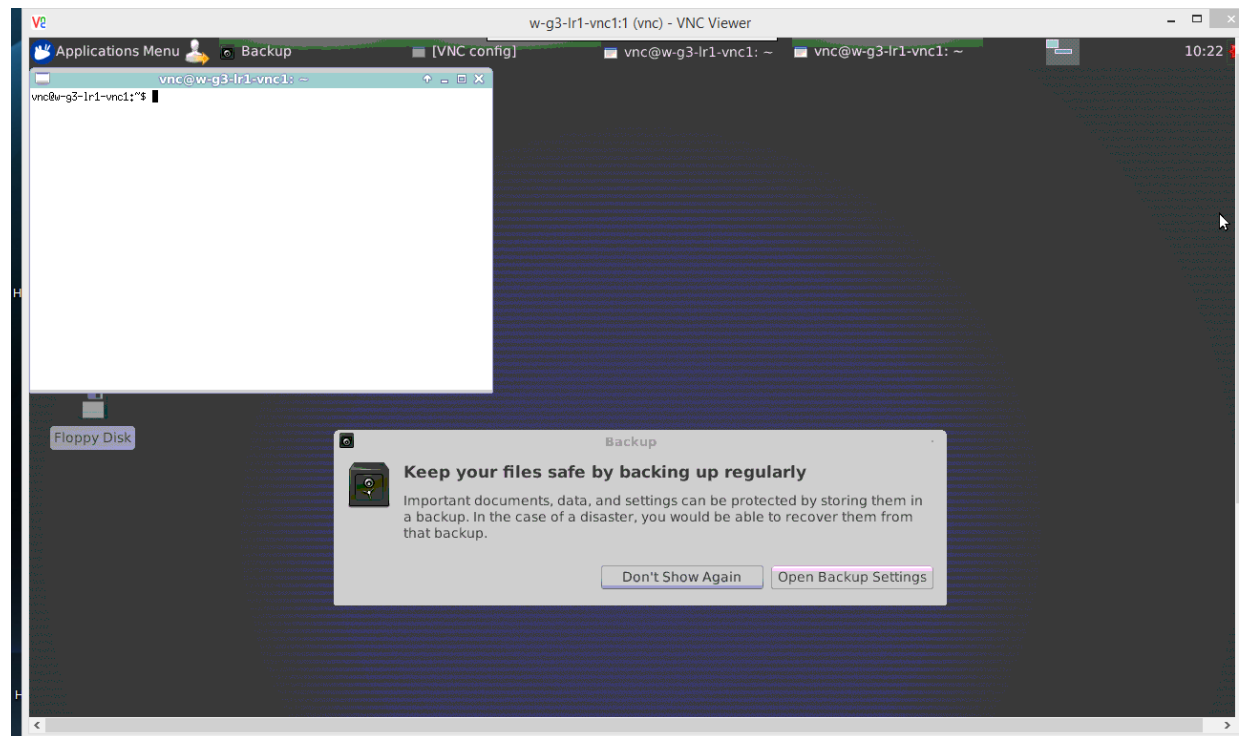 VE w-g3-lr1-vnc1:1 (vnc) - VNC Viewer
Applications Menu Backup [VNC config] vnc@w-g3-lr1-vnc1: ~ vnc@w-g3-lr1-vnc1: ~ 10:22
vnc@w-g3-lr1-vnc1: ~
vnc@w-g3-lr1-vnc1:~$
H
Floppy Disk
Backup
Keep your files safe by backing up regularly
Important documents, data, and settings can be protected by storing them in
a backup. In the case of a disaster, you would be able to recover them from
that backup.
Don't Show Again Open Backup Settings
H